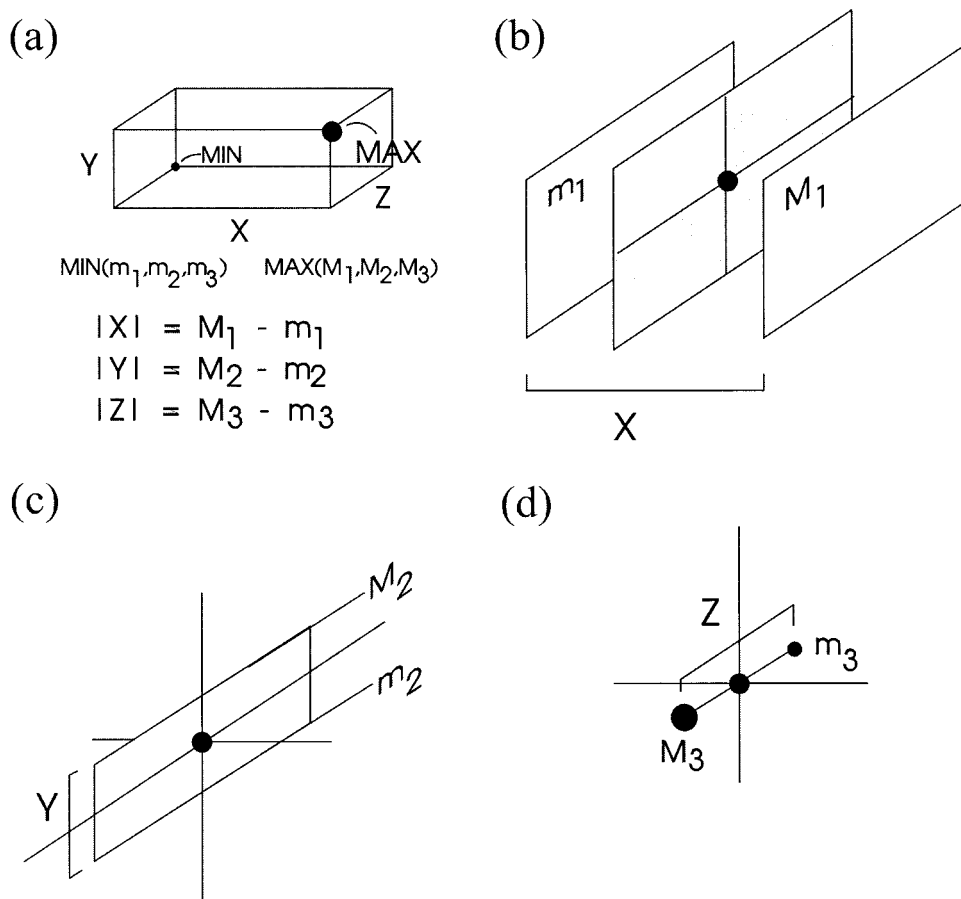 (a)
Y
MIN
MAX
Z
X
MIN(m1,m2,m3) MAX(M1,M2,M3)
|X| = M1 - m1
|Y| = M2 - m2
|Z| = M3 - m3
(b)
m1
M1
X
(c)
M2
m2
Y
(d)
Z
m3
M3